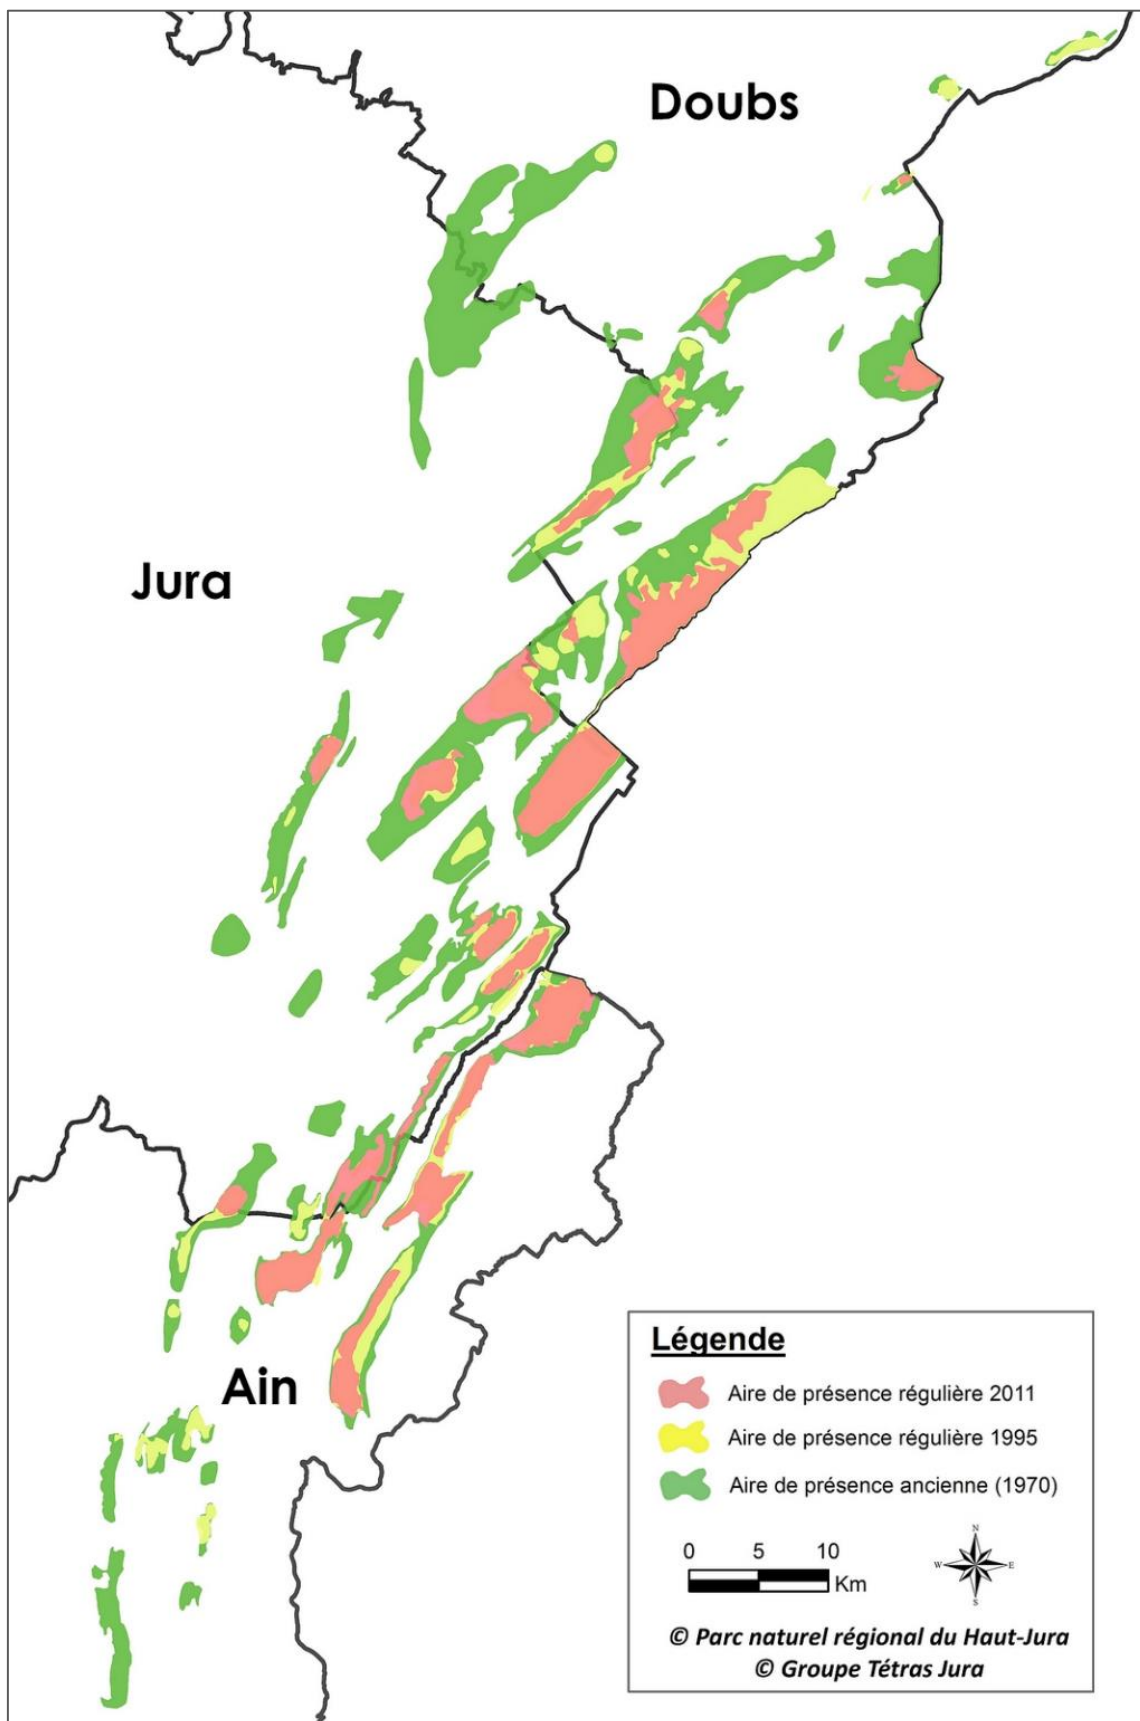 Doubs
Jura
Ain
Légende
Aire de présence régulière 2011
Aire de présence régulière 1995
Aire de présence ancienne (1970)
0 5 10
Km
N
W E
S
© Parc naturel régional du Haut-Jura
© Groupe Tétras Jura